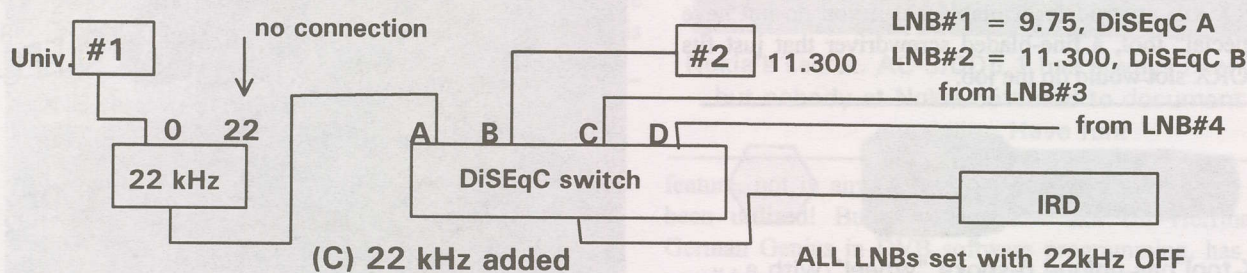 #1
Univ.
no connection
0 22
22 kHz
A B C D
DiSEqC switch
#2
11.300
LNB#1 = 9.75, DiSEqC A
LNB#2 = 11.300, DiSEqC B
from LNB#3
from LNB#4
IRD
(C) 22 kHz added
ALL LNBs set with 22kHz OFF